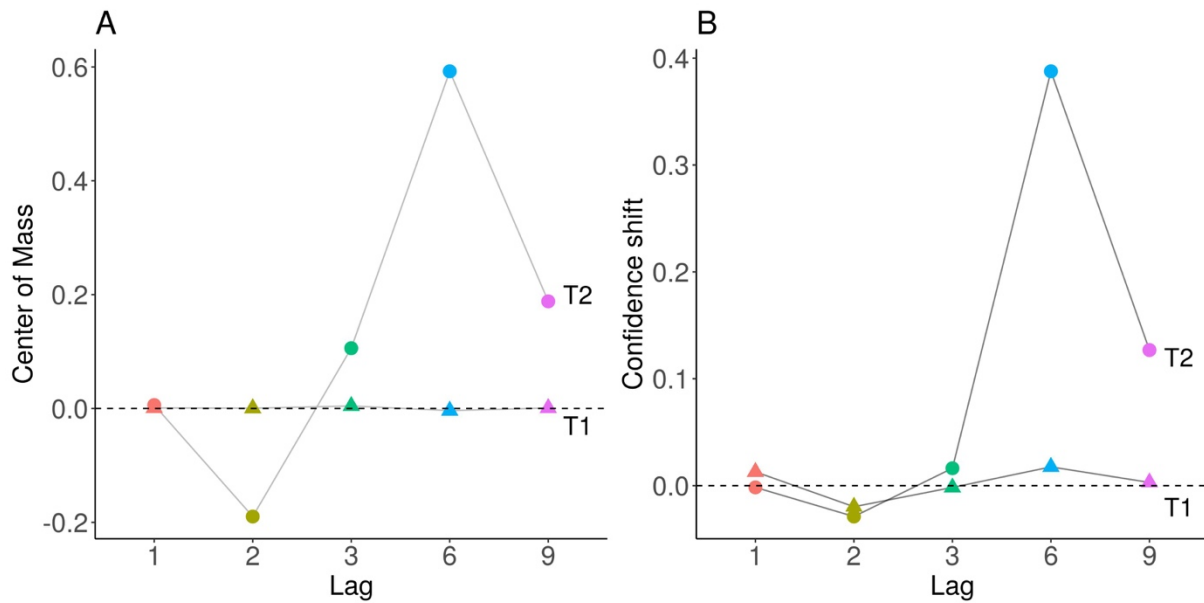 A
Center of Mass
0.6
0.4
0.2
0.0
-0.2
T2
T1
1 2 3 6 9
Lag
B
Confidence shift
0.4
0.3
0.2
0.1
0.0
T2
T1
1 2 3 6 9
Lag